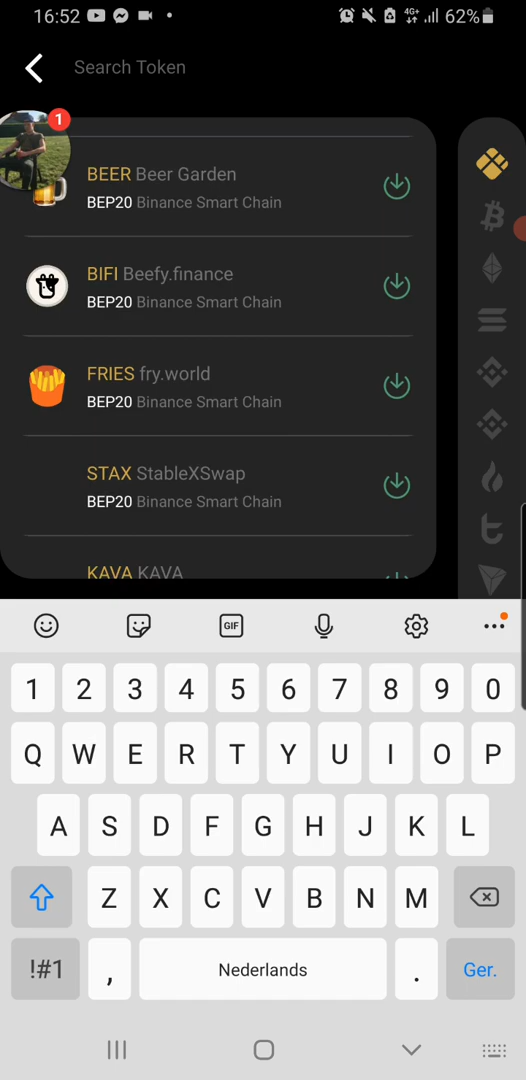 16:52 4G+ 62%
Search Token
1
BEER Beer Garden
BEP20 Binance Smart Chain
BIFI Beefy.finance
BEP20 Binance Smart Chain
FRIES fry.world
BEP20 Binance Smart Chain
STAX StableXSwap
BEP20 Binance Smart Chain
KAVA KAVA
GIF
1 2 3 4 5 6 7 8 9 0
Q W E R T Y U I O P
A S D F G H J K L
Z X C V B N M
!#1 , Nederlands . Ger.